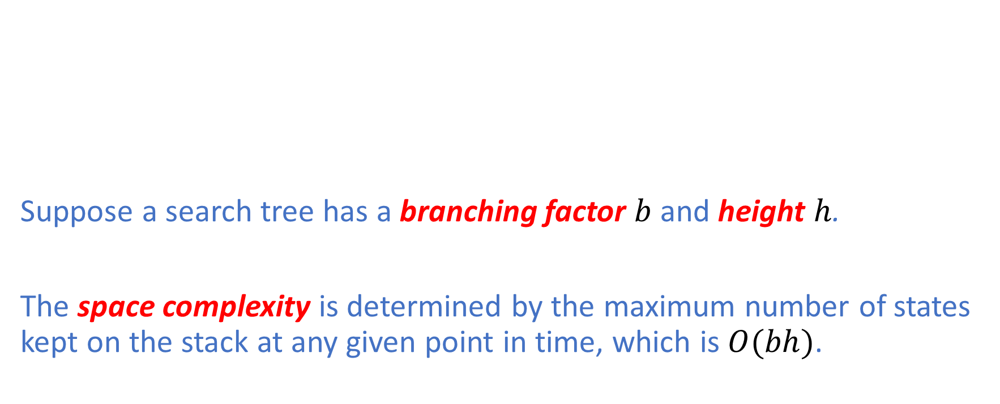 Suppose a search tree has a branching factor b and height h.
The space complexity is determined by the maximum number of states
kept on the stack at any given point in time, which is O(bh).